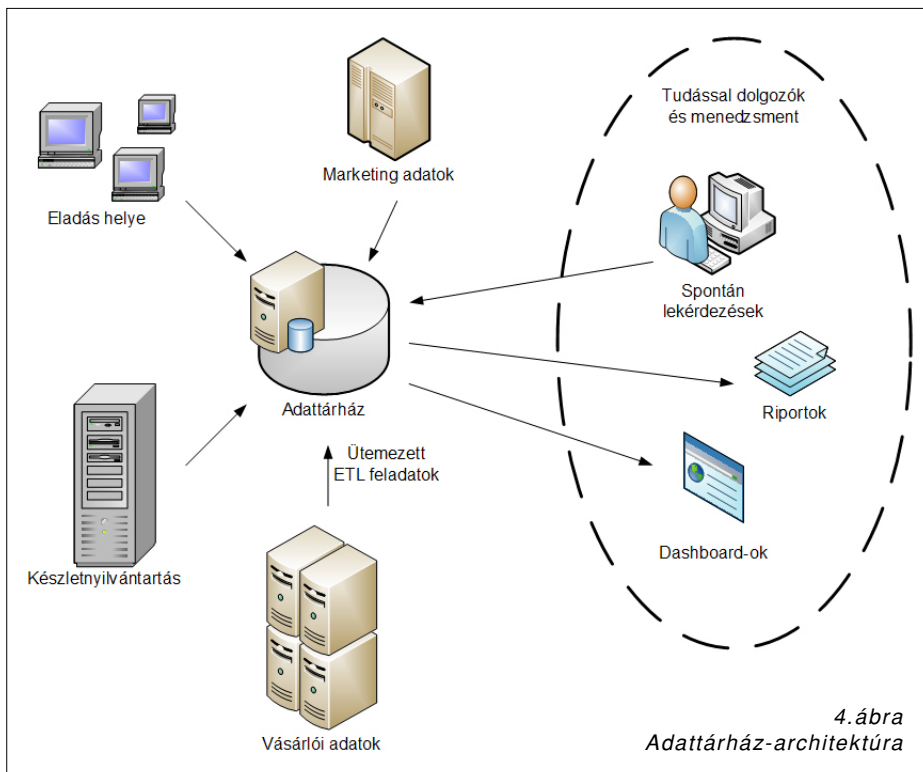 Eladás helye
Marketing adatok
Tudással dolgozók
és menedzsment
Spontán
lekérdezések
Adattárház
Riportok
Ütemezett
ETL feladatok
Dashboard-ok
Készletnyilvántartás
Vásárlói adatok
4.ábra
Adattárház-architektúra